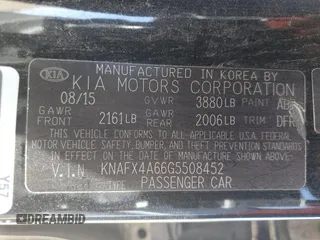 MANUFACTURED IN KOREA BY
KIA KIA MOTORS CORPORATION
08/15 GVWR 3880LB PAINT
GAWR FRONT 2161LB GAWR REAR 2006LB TRIM DFR
THIS VEHICLE CONFORMS TO ALL APPLICABLE U.S.A. FEDERAL
MOTOR VEHICLE SAFETY, BUMPER, AND THEFT PREVENTION
STANDARDS IN EFFECT ON THE DATE OF MANUFACTURE
SHOWN ABOVE.
V.I.N. KNAFX4A66G5508452
PASSENGER CAR
Y57
DREAMBID